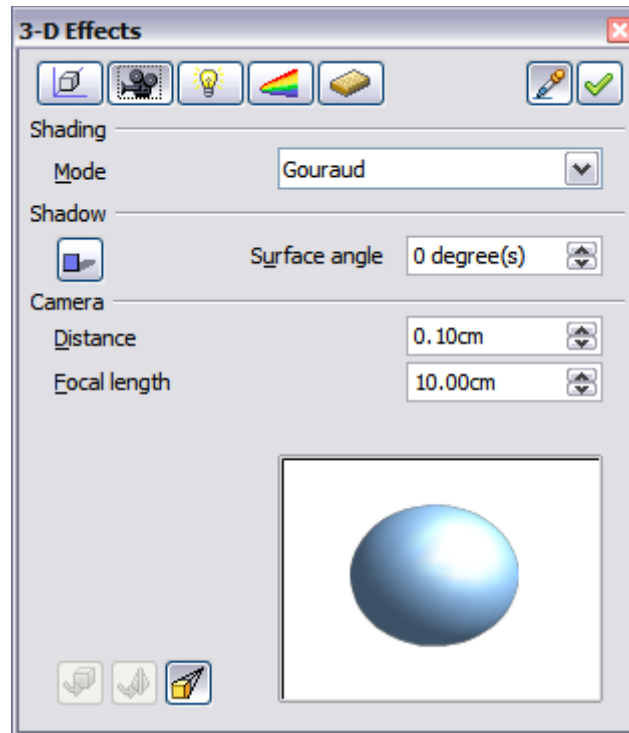 3-D Effects
Shading
Mode Gouraud
Shadow
Surface angle 0 degree(s)
Camera
Distance 0.10cm
Focal length 10.00cm